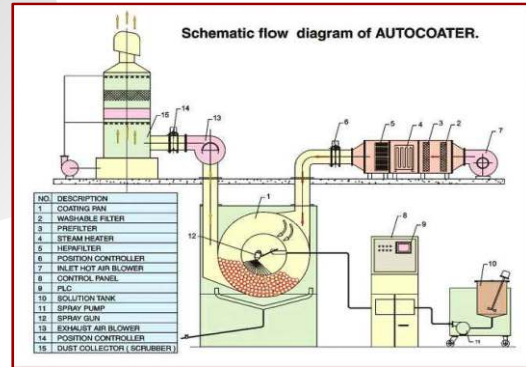 Schematic flow diagram of AUTOCOATER.
15
14
13
6
5
4
3
2
7
1
12
8
9
10
11
NO. DESCRIPTION
1 COATING PAN
2 WASHABLE FILTER
3 PREFILTER
4 STEAM HEATER
5 HEPAFILTER
6 POSITION CONTROLLER
7 INLET HOT AIR BLOWER
8 CONTROL PANEL
9 PLC
10 SOLUTION TANK
11 SPRAY PUMP
12 SPRAY GUN
13 EXHAUST AIR BLOWER
14 POSITION CONTROLLER
15 DUST COLLECTOR ( SCRUBBER )